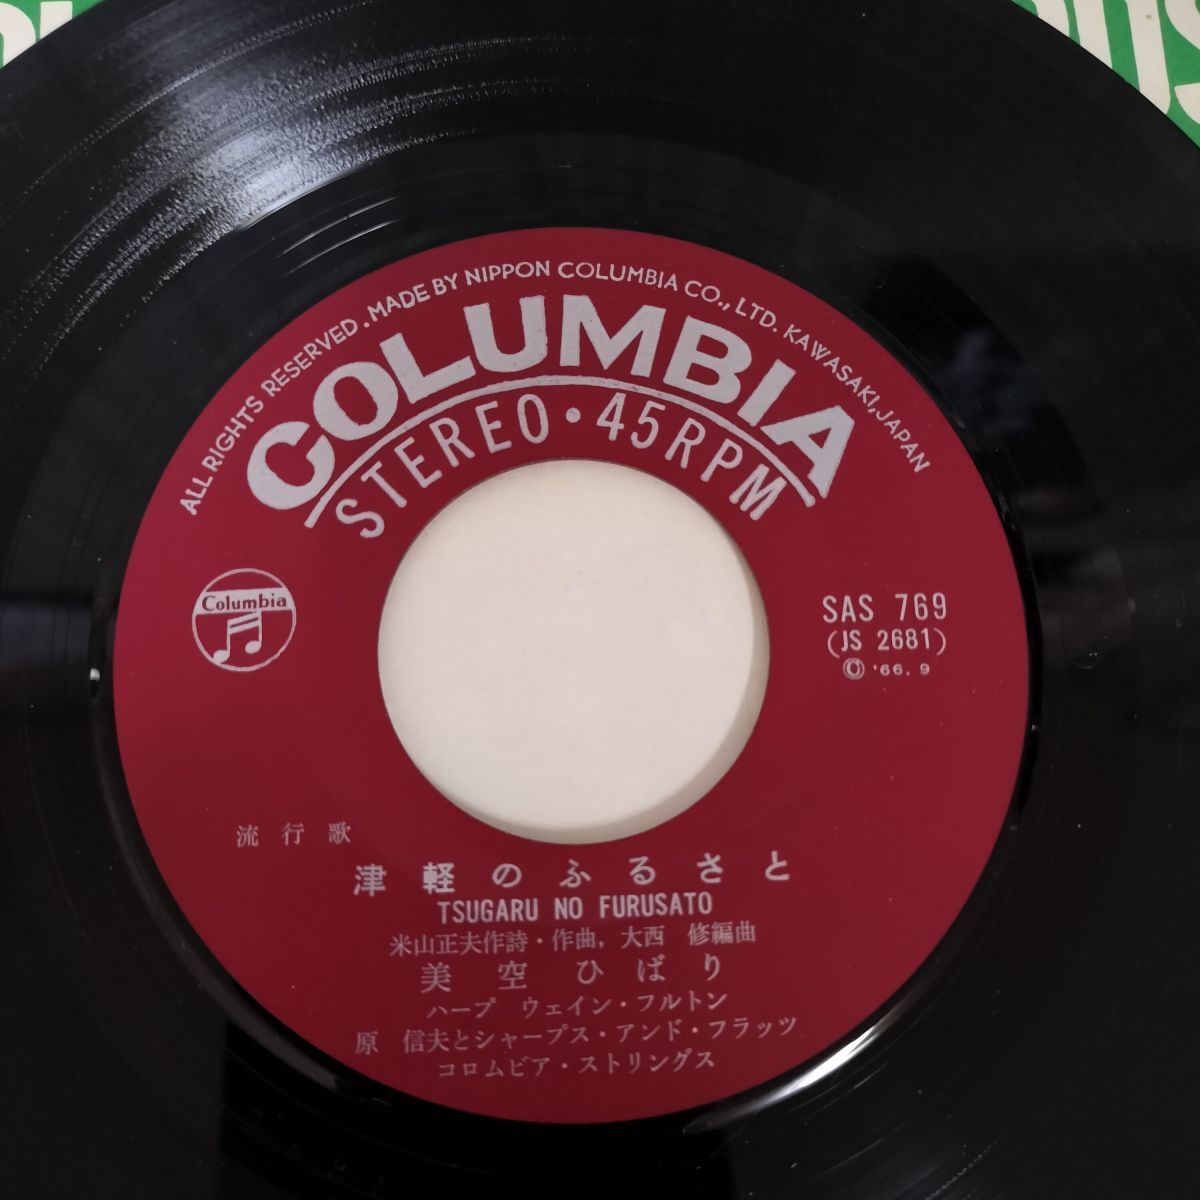 ALL RIGHTS RESERVED. MADE BY NIPPON COLUMBIA CO., LTD. KAWASAKI, JAPAN
COLUMBIA
STEREO・45RPM
Columbia
SAS 769
(JS 2681)
Ⓒ '66. 9
流行歌
津軽のふるさと
TSUGARU NO FURUSATO
米山正夫作詩・作曲, 大西 修編曲
美空ひばり
ハープ ウェイン・フルトン
原 信夫とシャープス・アンド・フラッツ
コロムビア・ストリングス